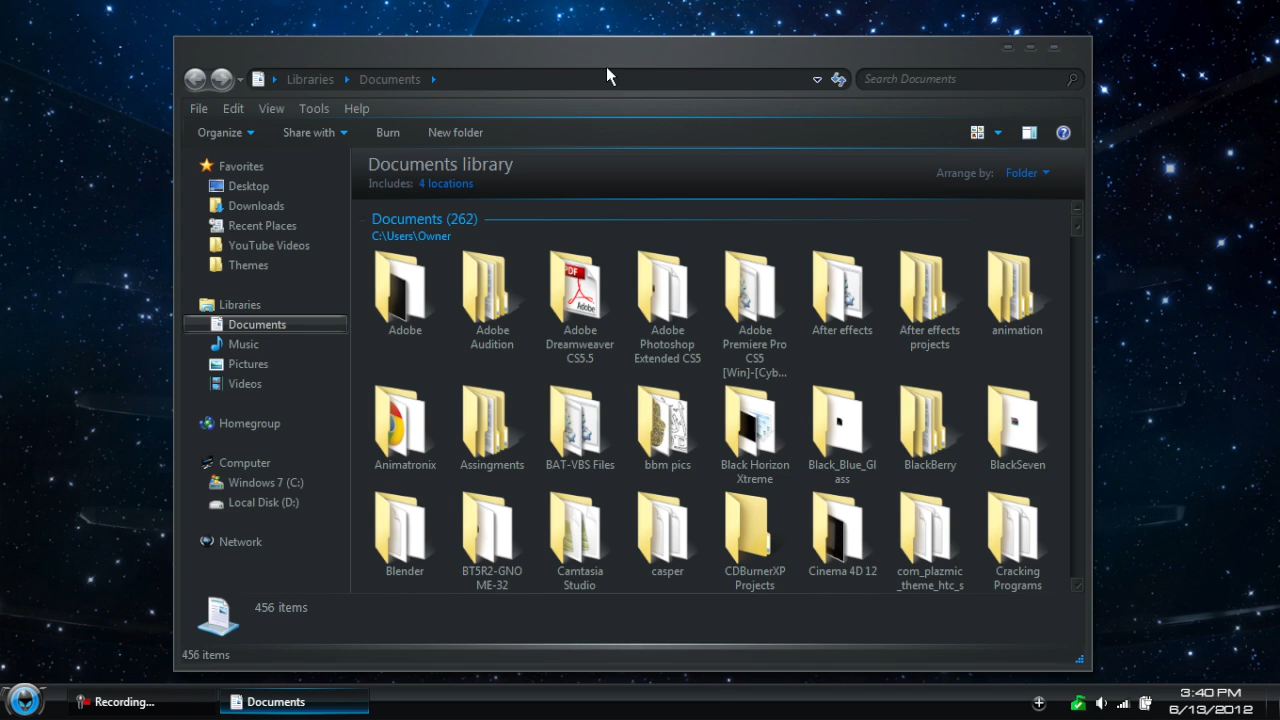 Libraries
Documents
Search Documents
File Edit View Tools Help
Organize Share with Burn New folder
Favorites
Desktop
Downloads
Recent Places
YouTube Videos
Themes
Libraries
Documents
Music
Pictures
Videos
Homegroup
Computer
Windows 7 (C:)
Local Disk (D:)
Network
Documents library
Includes: 4 locations
Arrange by: Folder
Documents (262)
C:\Users\Owner
Adobe
Adobe
Audition
Adobe
Dreamweaver
CS5.5
Adobe
Photoshop
Extended CS5
Adobe
Premiere Pro
CS5
[Win]-[Cyb...
After effects
After effects
projects
animation
PDF
Adobe
Animatronix
Assingments
BAT-VBS Files
bbm pics
Black Horizon
Xtreme
Black_Blue_Gl
ass
BlackBerry
BlackSeven
Blender
BT5R2-GNO
ME-32
Camtasia
Studio
casper
CDBurnerXP
Projects
Cinema 4D 12
com_plazmic
_theme_htc_s
Cracking
Programs
456 items
456 items
Recording...
Documents
3:40 PM
6/13/2012